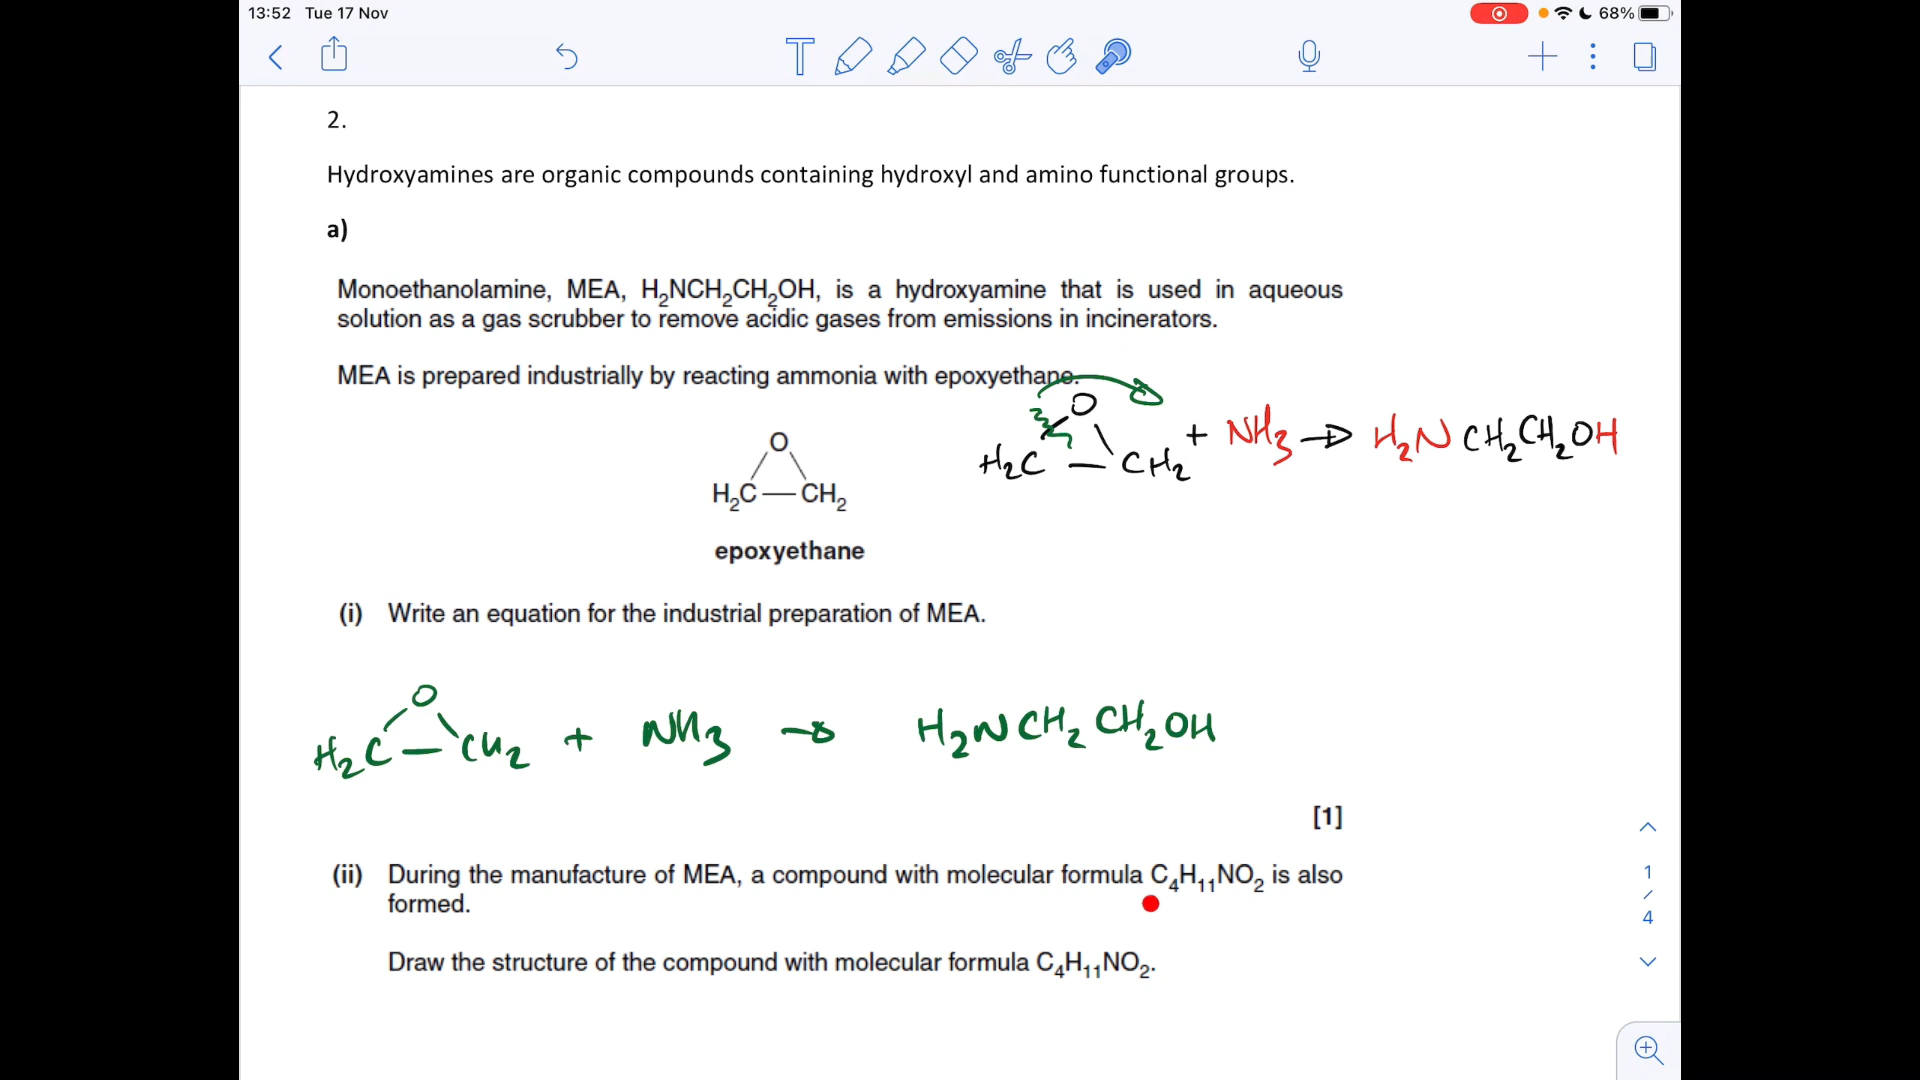 13:52 Tue 17 Nov
68%
T
2.
Hydroxyamines are organic compounds containing hydroxyl and amino functional groups.
a)
Monoethanolamine, MEA, H₂NCH₂CH₂OH, is a hydroxyamine that is used in aqueous
solution as a gas scrubber to remove acidic gases from emissions in incinerators.
MEA is prepared industrially by reacting ammonia with epoxyethane.
O
H₂C — CH₂ + NH₃ → H₂N CH₂CH₂OH
O
H₂C — CH₂
epoxyethane
(i) Write an equation for the industrial preparation of MEA.
O
H₂C — CH₂ + NH₃ → H₂NCH₂CH₂OH
[1]
(ii) During the manufacture of MEA, a compound with molecular formula C₄H₁₁NO₂ is also
formed.
Draw the structure of the compound with molecular formula C₄H₁₁NO₂.
1
/
4